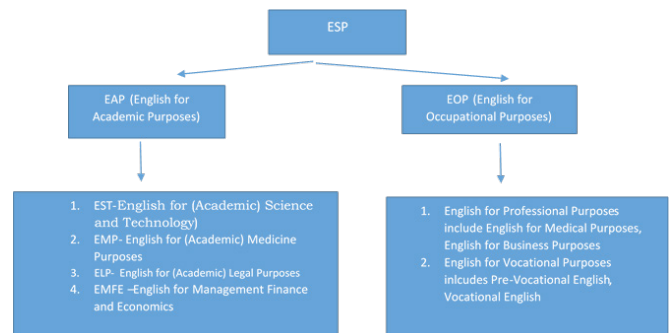 ESP
EAP (English for
Academic Purposes)
EOP (English for
Occupational Purposes)
1. EST-English for (Academic) Science
and Technology)
2. EMP- English for (Academic) Medicine
Purposes
3. ELP- English for (Academic) Legal Purposes
4. EMFE –English for Management Finance
and Economics
1. English for Professional Purposes
include English for Medical Purposes,
English for Business Purposes
2. English for Vocational Purposes
inlcudes Pre-Vocational English,
Vocational English